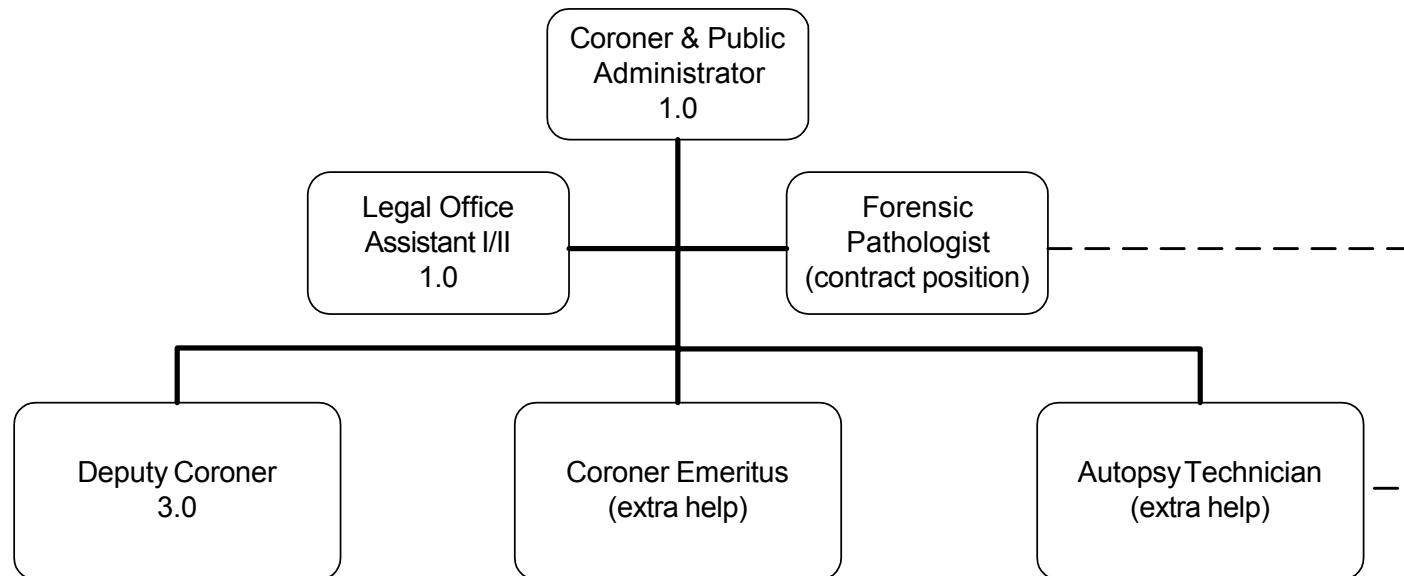 Coroner & Public
Administrator
1.0
Legal Office
Assistant I/II
1.0
Forensic
Pathologist
(contract position)
Deputy Coroner
3.0
Coroner Emeritus
(extra help)
Autopsy Technician
(extra help)